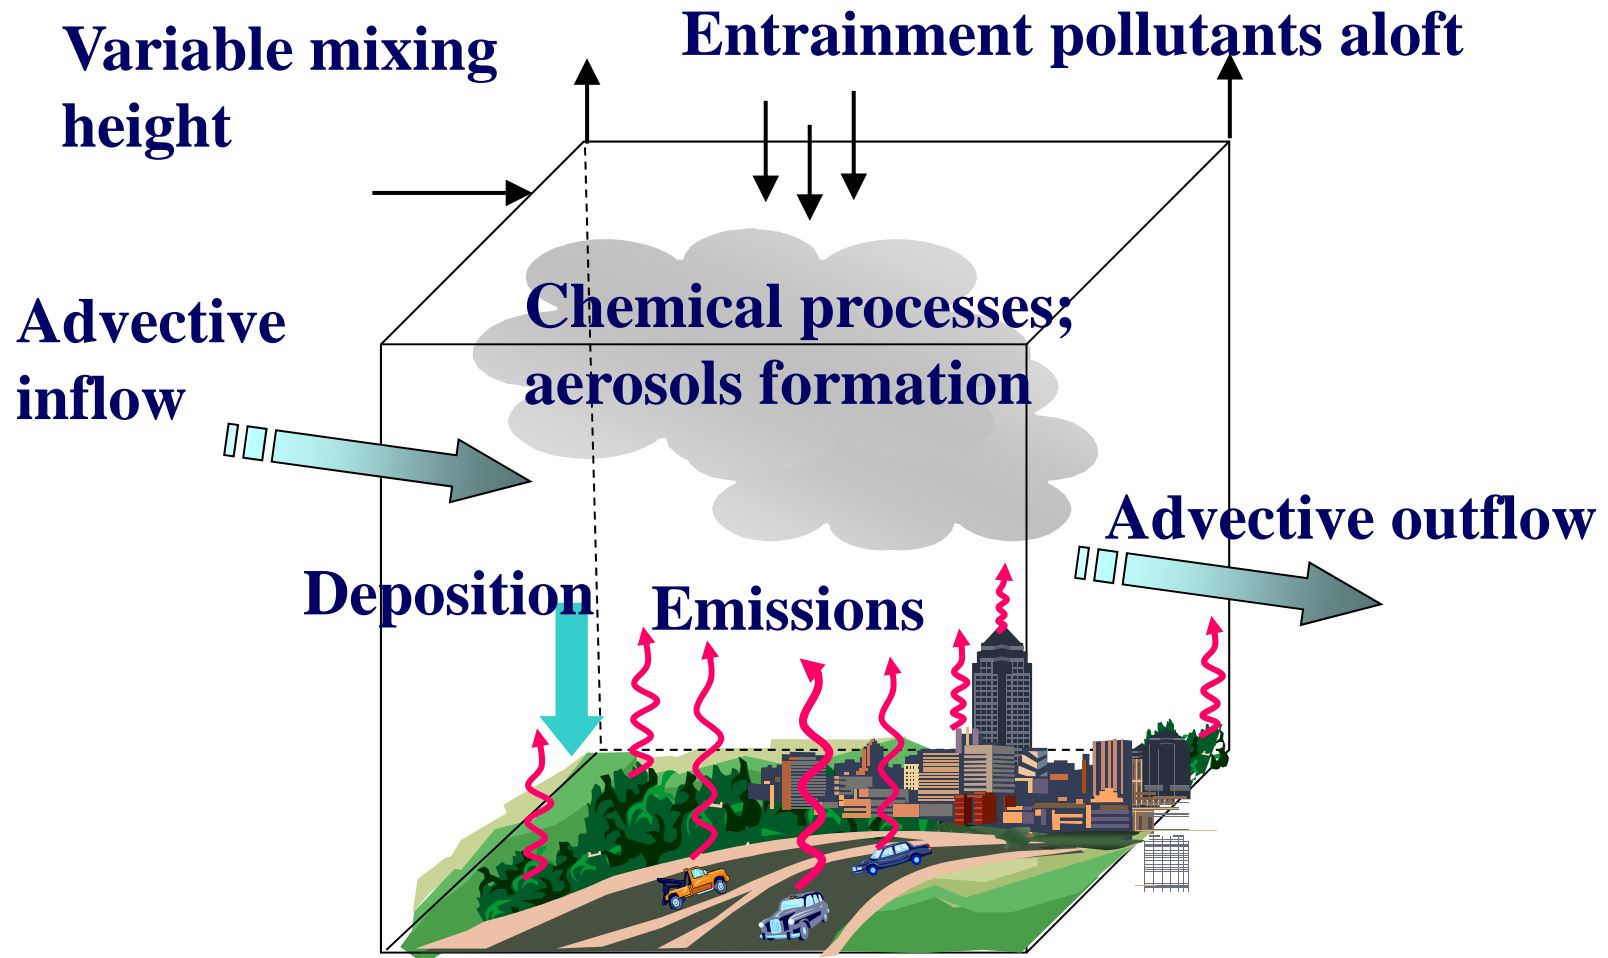 Variable mixing
height
Entrainment pollutants aloft
Chemical processes;
aerosols formation
Advective
inflow
Advective outflow
Deposition
Emissions